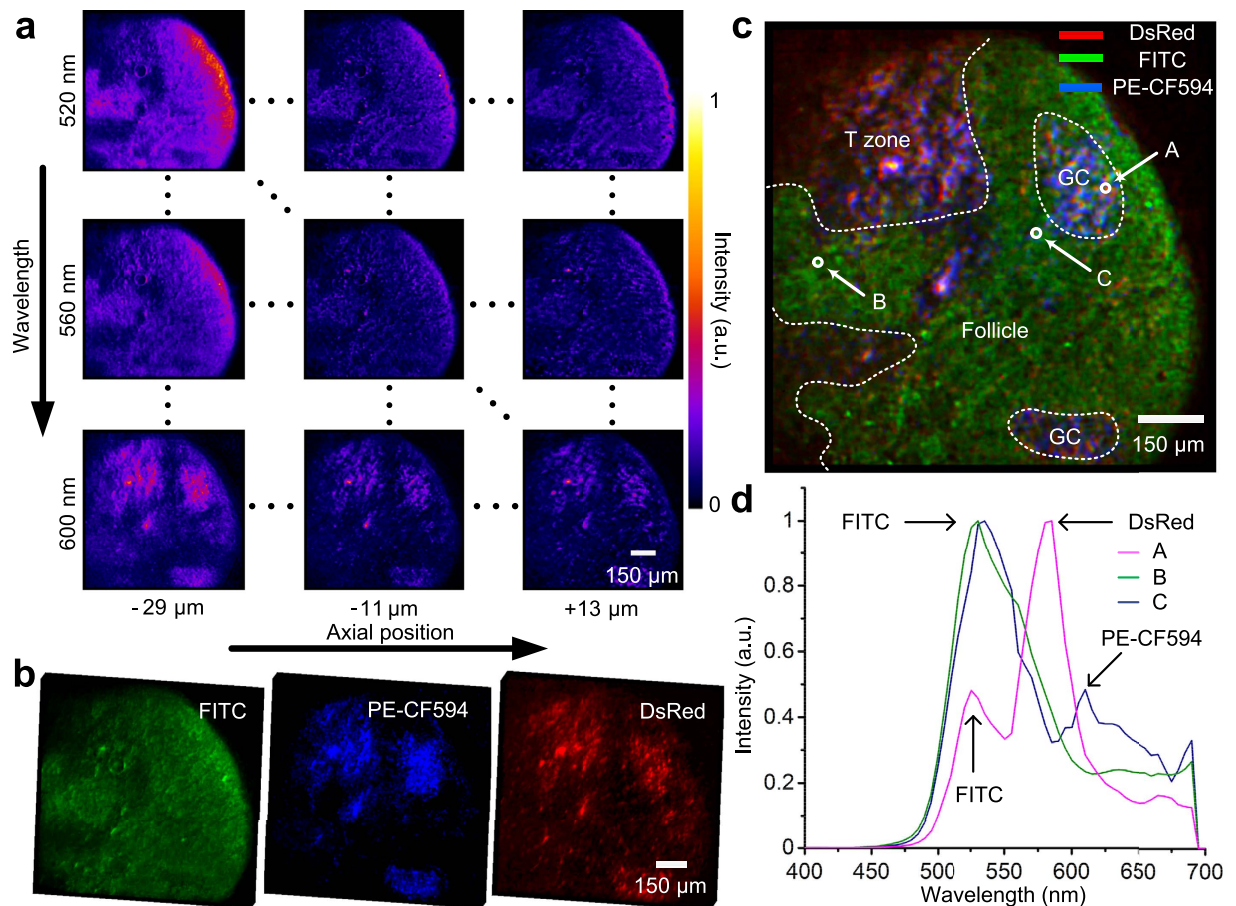 a
520 nm
560 nm
600 nm
Wavelength
1
Intensity (a.u.)
0
150 µm
- 29 µm
-11 µm
+13 µm
Axial position
b
FITC
PE-CF594
DsRed
150 µm
c
DsRed
FITC
PE-CF594
T zone
GC
A
B
C
Follicle
GC
150 µm
d
FITC
DsRed
A
B
C
PE-CF594
FITC
Intensity (a.u.)
1
0.8
0.6
0.4
0.2
0
400
450
500
550
600
650
700
Wavelength (nm)